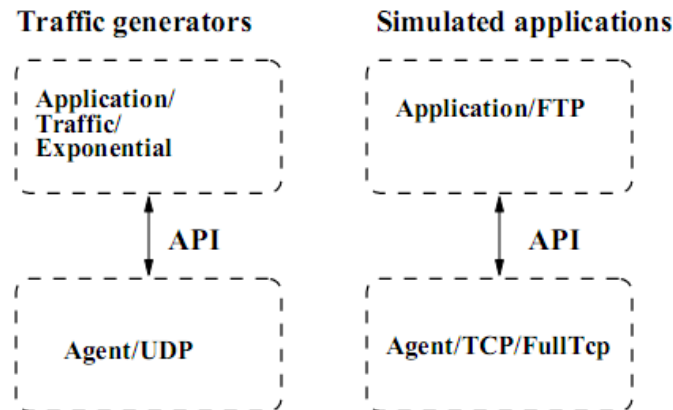 Traffic generators
Simulated applications
Application/
Traffic/
Exponential
Application/FTP
API
API
Agent/UDP
Agent/TCP/FullTcp